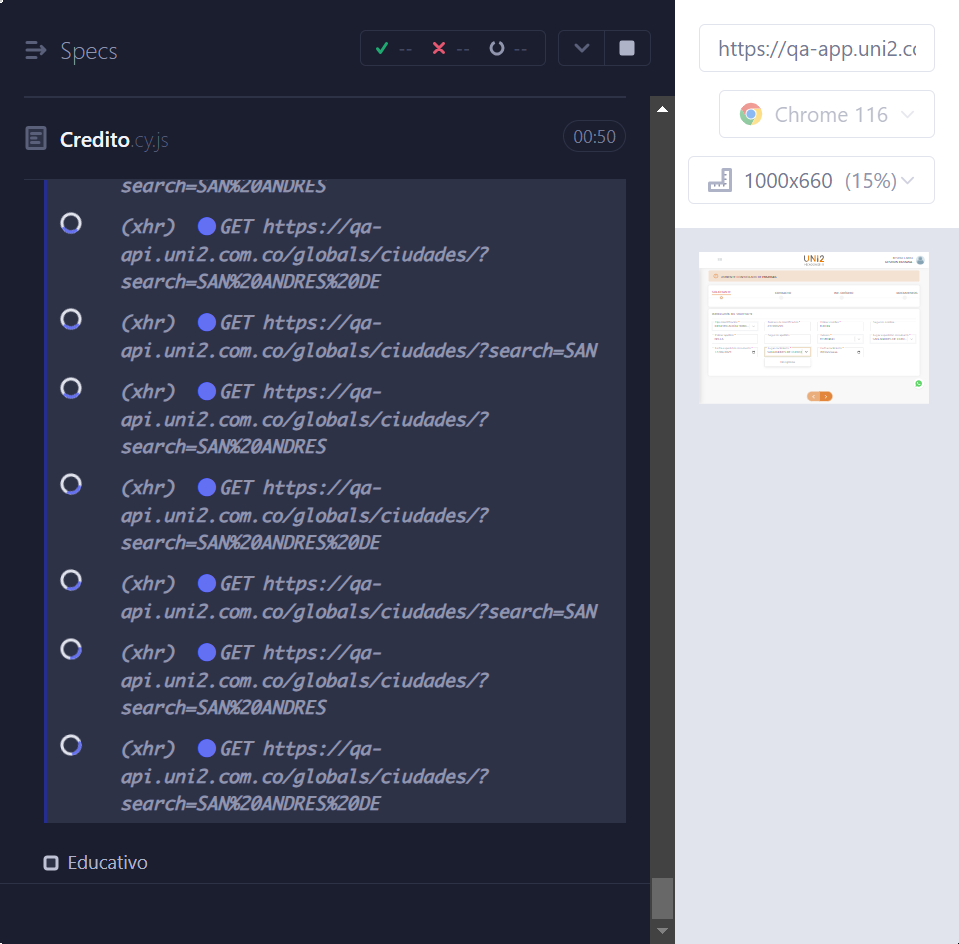 Specs
--
--
--
Credito.cy.js
00:50
search=SAN%20ANDRES
(xhr) GET https://qa-
api.uni2.com.co/globals/ciudades/?
search=SAN%20ANDRES%20DE
(xhr) GET https://qa-
api.uni2.com.co/globals/ciudades/?search=SAN
(xhr) GET https://qa-
api.uni2.com.co/globals/ciudades/?
search=SAN%20ANDRES
(xhr) GET https://qa-
api.uni2.com.co/globals/ciudades/?
search=SAN%20ANDRES%20DE
(xhr) GET https://qa-
api.uni2.com.co/globals/ciudades/?search=SAN
(xhr) GET https://qa-
api.uni2.com.co/globals/ciudades/?
search=SAN%20ANDRES
(xhr) GET https://qa-
api.uni2.com.co/globals/ciudades/?
search=SAN%20ANDRES%20DE
Educativo
https://qa-app.uni2.co
Chrome 116
1000x660 (15%)
UNi2